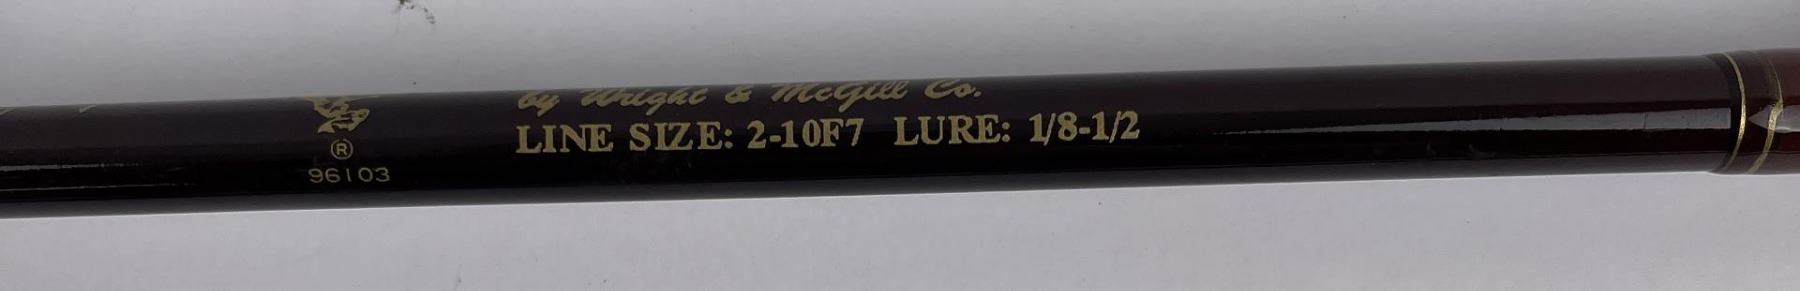 by Wright & McGill Co.
LINE SIZE: 2-10F7 LURE: 1/8-1/2
®
96103